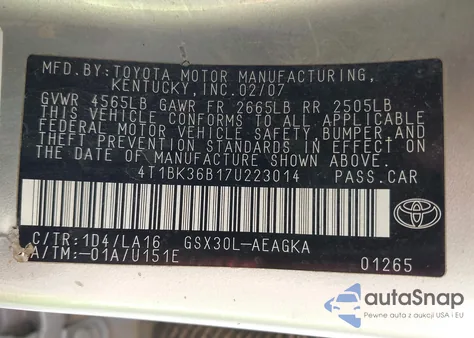 MFD.BY:TOYOTA MOTOR MANUFACTURING,
KENTUCKY,INC.02/07
GVWR 4565LB GAWR FR 2665LB RR 2505LB
THIS VEHICLE CONFORMS TO ALL APPLICABLE
FEDERAL MOTOR VEHICLE SAFETY,BUMPER,AND
THEFT PREVENTION STANDARDS IN EFFECT
ON THE DATE OF MANUFACTURE SHOWN ABOVE.
4T1BK36B17U223014 PASS.CAR
C/TR:1D4/LA16 GSX30L-AEAGKA
A/TM:-01A/U151E
01265
autoSnap
Pewne auta z aukcji USA i EU